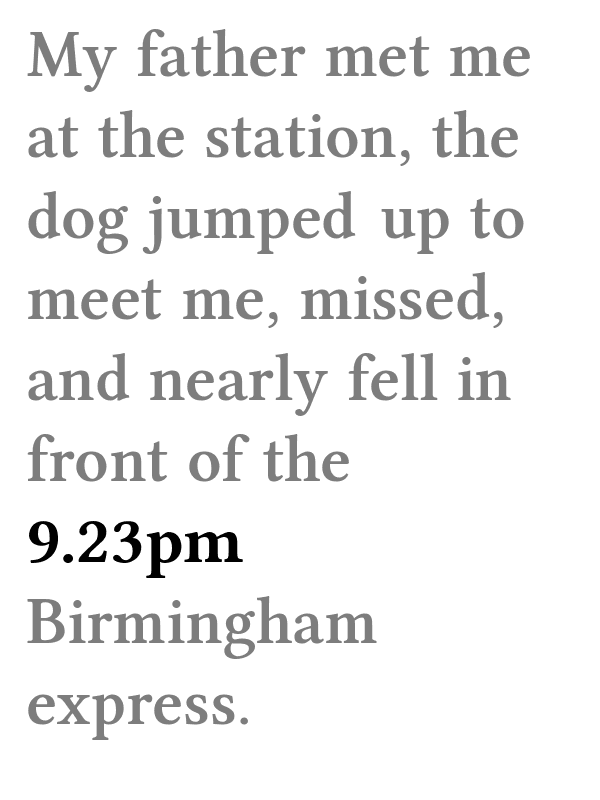 My father met me
at the station, the
dog jumped up to
meet me, missed,
and nearly fell in
front of the
9.23pm
Birmingham
express.